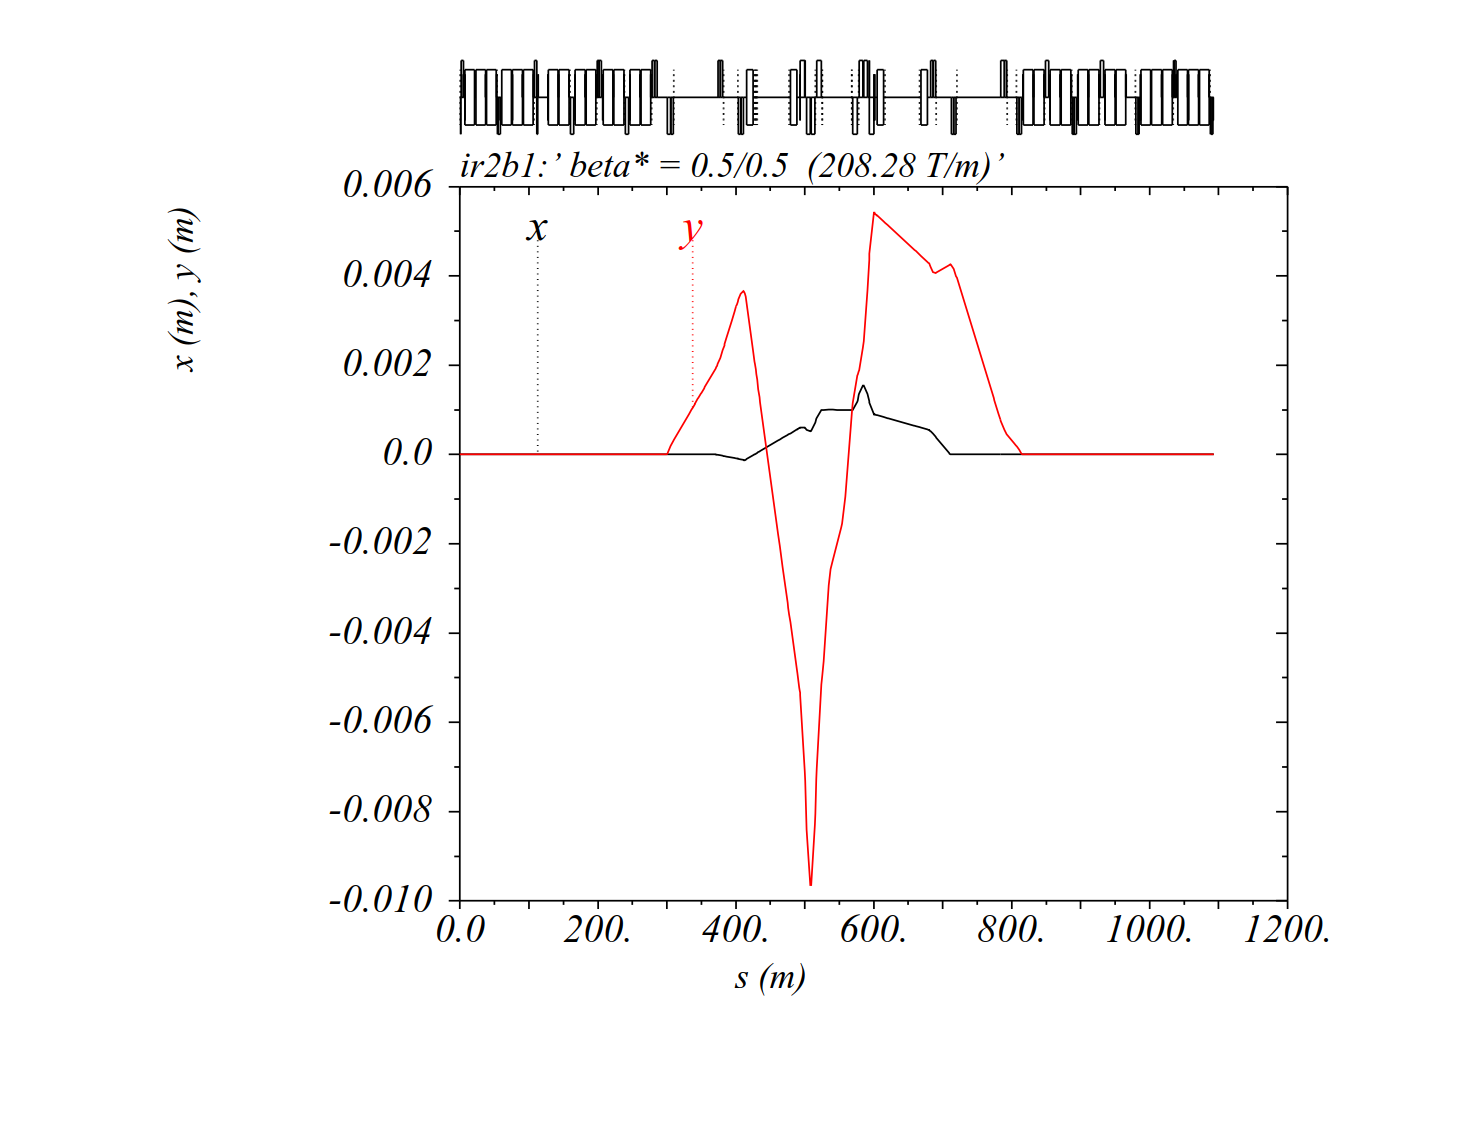 ir2b1:’ beta* = 0.5/0.5 (208.28 T/m)’
x (m), y (m)
x
y
0.006
0.004
0.002
0.0
-0.002
-0.004
-0.006
-0.008
-0.010
0.0 200. 400. 600. 800. 1000. 1200.
s (m)